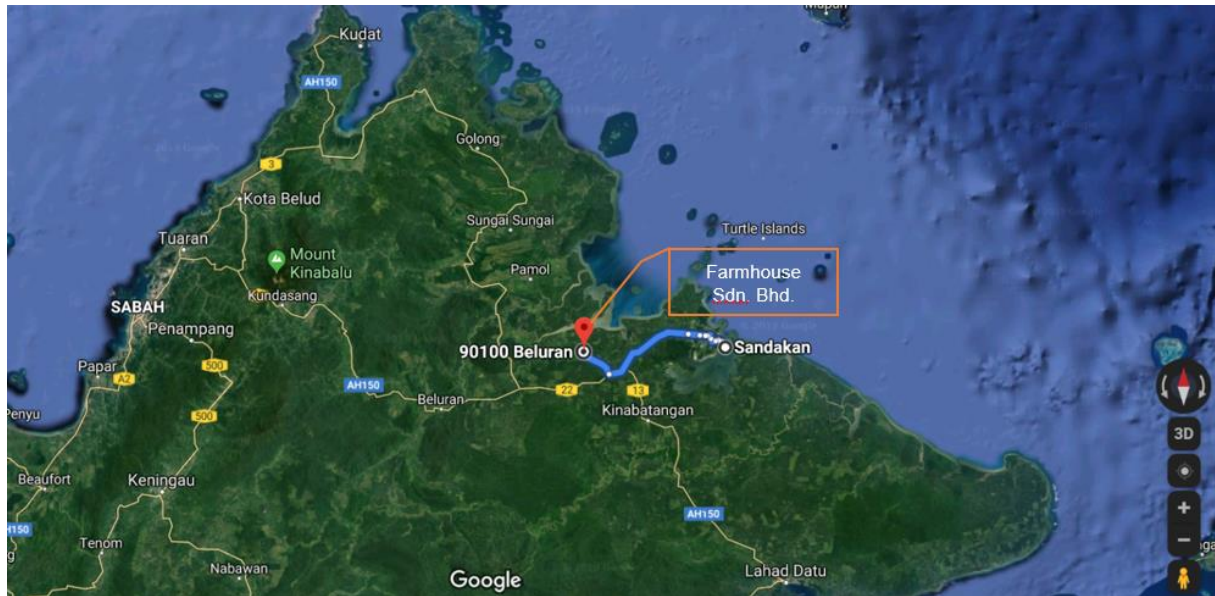 Mapun
Kudat
AH150
Golong
3
Kota Belud
Sungai Sungai
Turtle Islands
Tuaran
Mount
Kinabalu
Pamol
Farmhouse
Sdn. Bhd.
Kundasang
SABAH
Penampang
90100 Beluran
Sandakan
3D
Papar
A2
500
AH150
22
13
Beluran
Kinabatangan
Penyu
500
Beaufort
Keningau
AH150
AH150
Tenom
Nabawan
Google
Lahad Datu